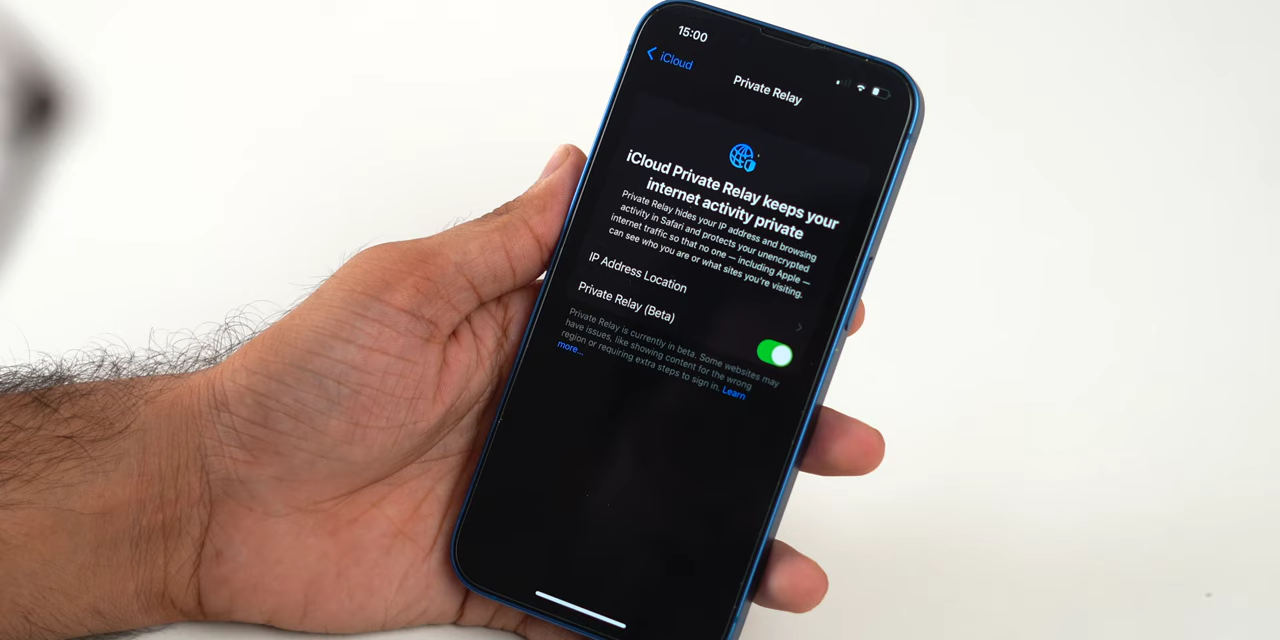 15:00
iCloud
Private Relay
iCloud Private Relay keeps your
internet activity private
Private Relay hides your IP address and browsing
activity in Safari and protects your unencrypted
internet traffic so that no one — including Apple —
can see who you are or what sites you're visiting.
IP Address Location
Private Relay (Beta)
Private Relay is currently in beta. Some websites may
have issues, like showing content for the wrong
region or requiring extra steps to sign in. Learn
more...